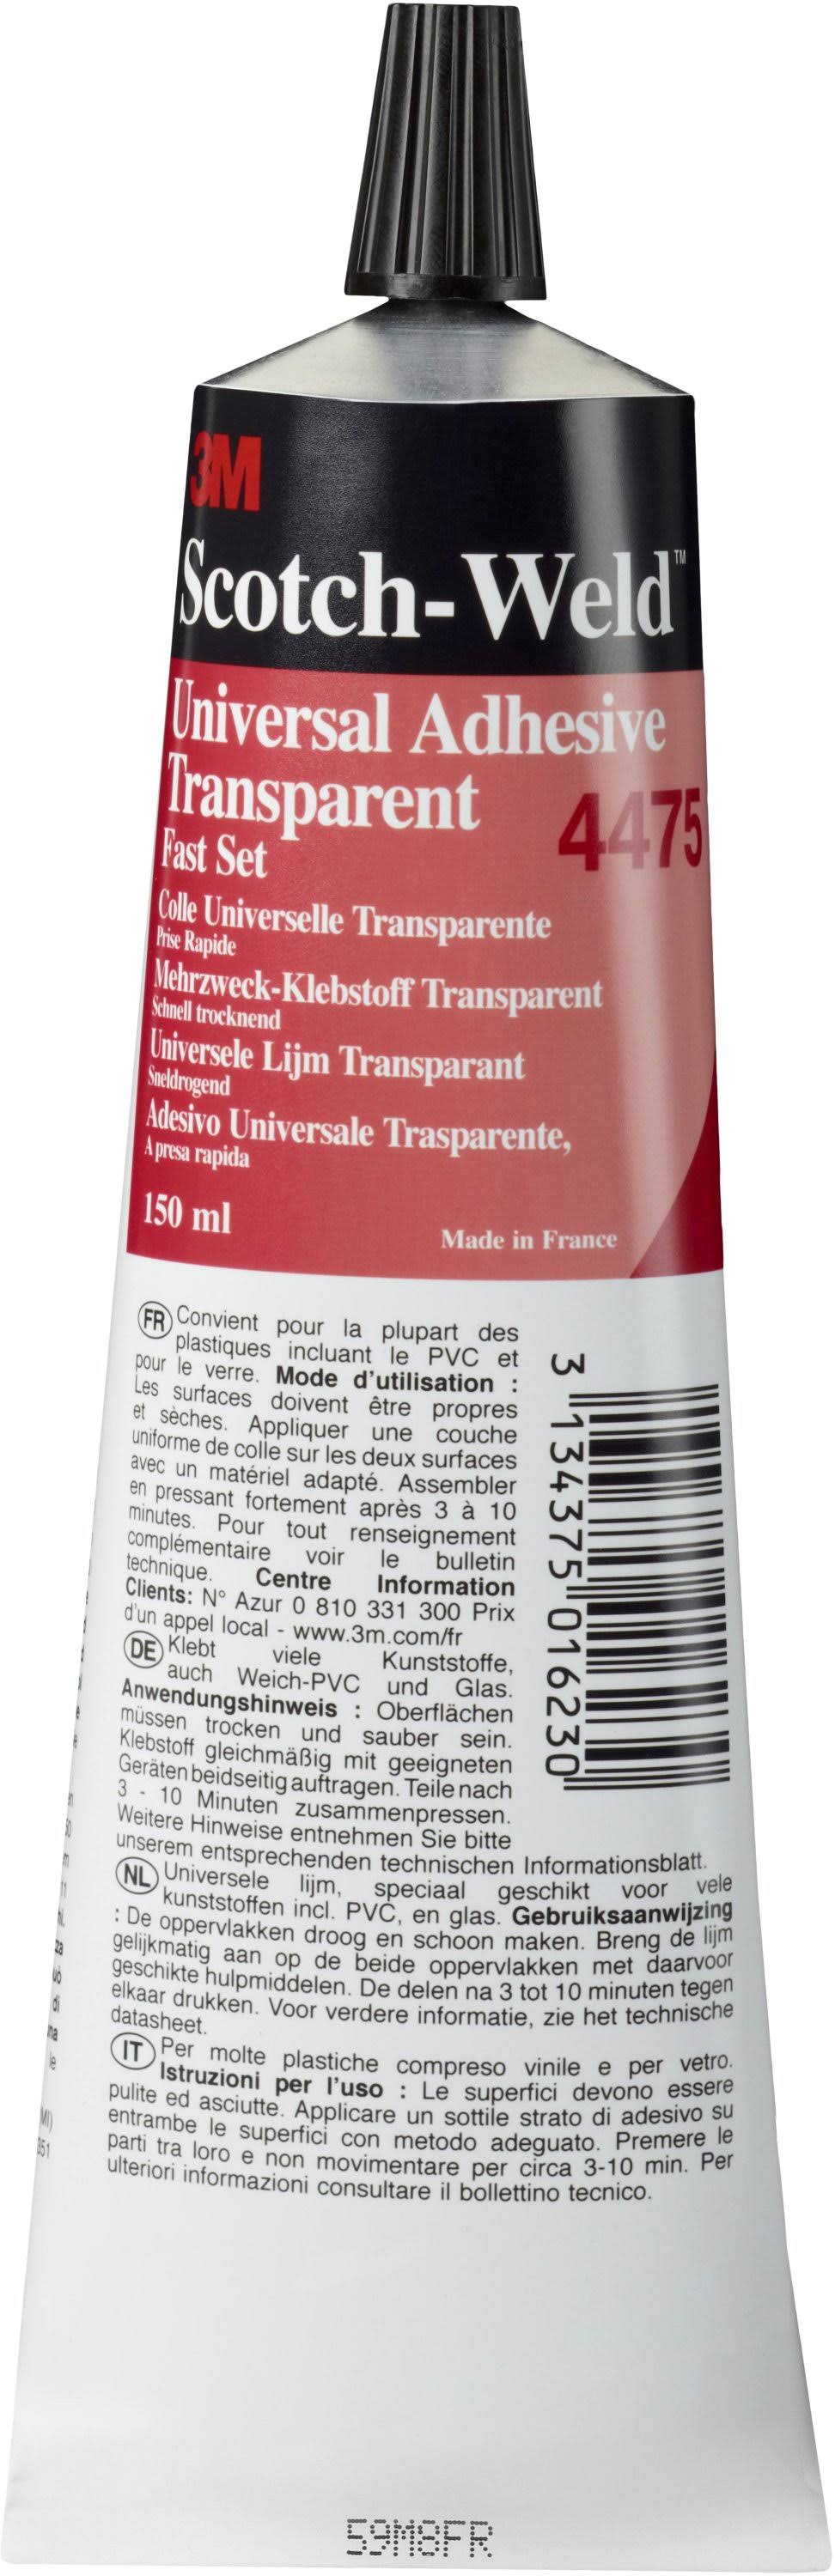 3M
Scotch-Weld™
Universal Adhesive
Transparent
4475
Fast Set
Colle Universelle Transparente
Prise Rapide
Mehrzweck-Klebstoff Transparent
Schnell trocknend
Universele Lijm Transparant
Sneldrogend
Adesivo Universale Trasparente,
A presa rapida
150 ml
Made in France
FR Convient pour la plupart des
plastiques incluant le PVC et
pour le verre. Mode d'utilisation :
Les surfaces doivent être propres
et sèches. Appliquer une couche
uniforme de colle sur les deux surfaces
avec un matériel adapté. Assembler
en pressant fortement après 3 à 10
minutes. Pour tout renseignement
complémentaire voir le bulletin
technique. Centre Information
Clients: N° Azur 0 810 331 300 Prix
d'un appel local - www.3m.com/fr
DE Klebt viele Kunststoffe,
auch Weich-PVC und Glas.
Anwendungshinweis : Oberflächen
müssen trocken und sauber sein.
Klebstoff gleichmäßig mit geeigneten
Geräten beidseitig auftragen. Teile nach
3 - 10 Minuten zusammenpressen.
Weitere Hinweise entnehmen Sie bitte
unserem entsprechenden technischen Informationsblatt.
NL Universele lijm, speciaal geschikt voor vele
kunststoffen incl. PVC, en glas. Gebruiksaanwijzing
: De oppervlakken droog en schoon maken. Breng de lijm
gelijkmatig aan op de beide oppervlakken met daarvoor
geschikte hulpmiddelen. De delen na 3 tot 10 minuten tegen
elkaar drukken. Voor verdere informatie, zie het technische
datasheet.
IT Per molte plastiche compreso vinile e per vetro.
Istruzioni per l'uso : Le superfici devono essere
pulite ed asciutte. Applicare un sottile strato di adesivo su
entrambe le superfici con metodo adeguato. Premere le
parti tra loro e non movimentare per circa 3-10 min. Per
ulteriori informazioni consultare il bollettino tecnico.
3 134375 016230
59M8FR